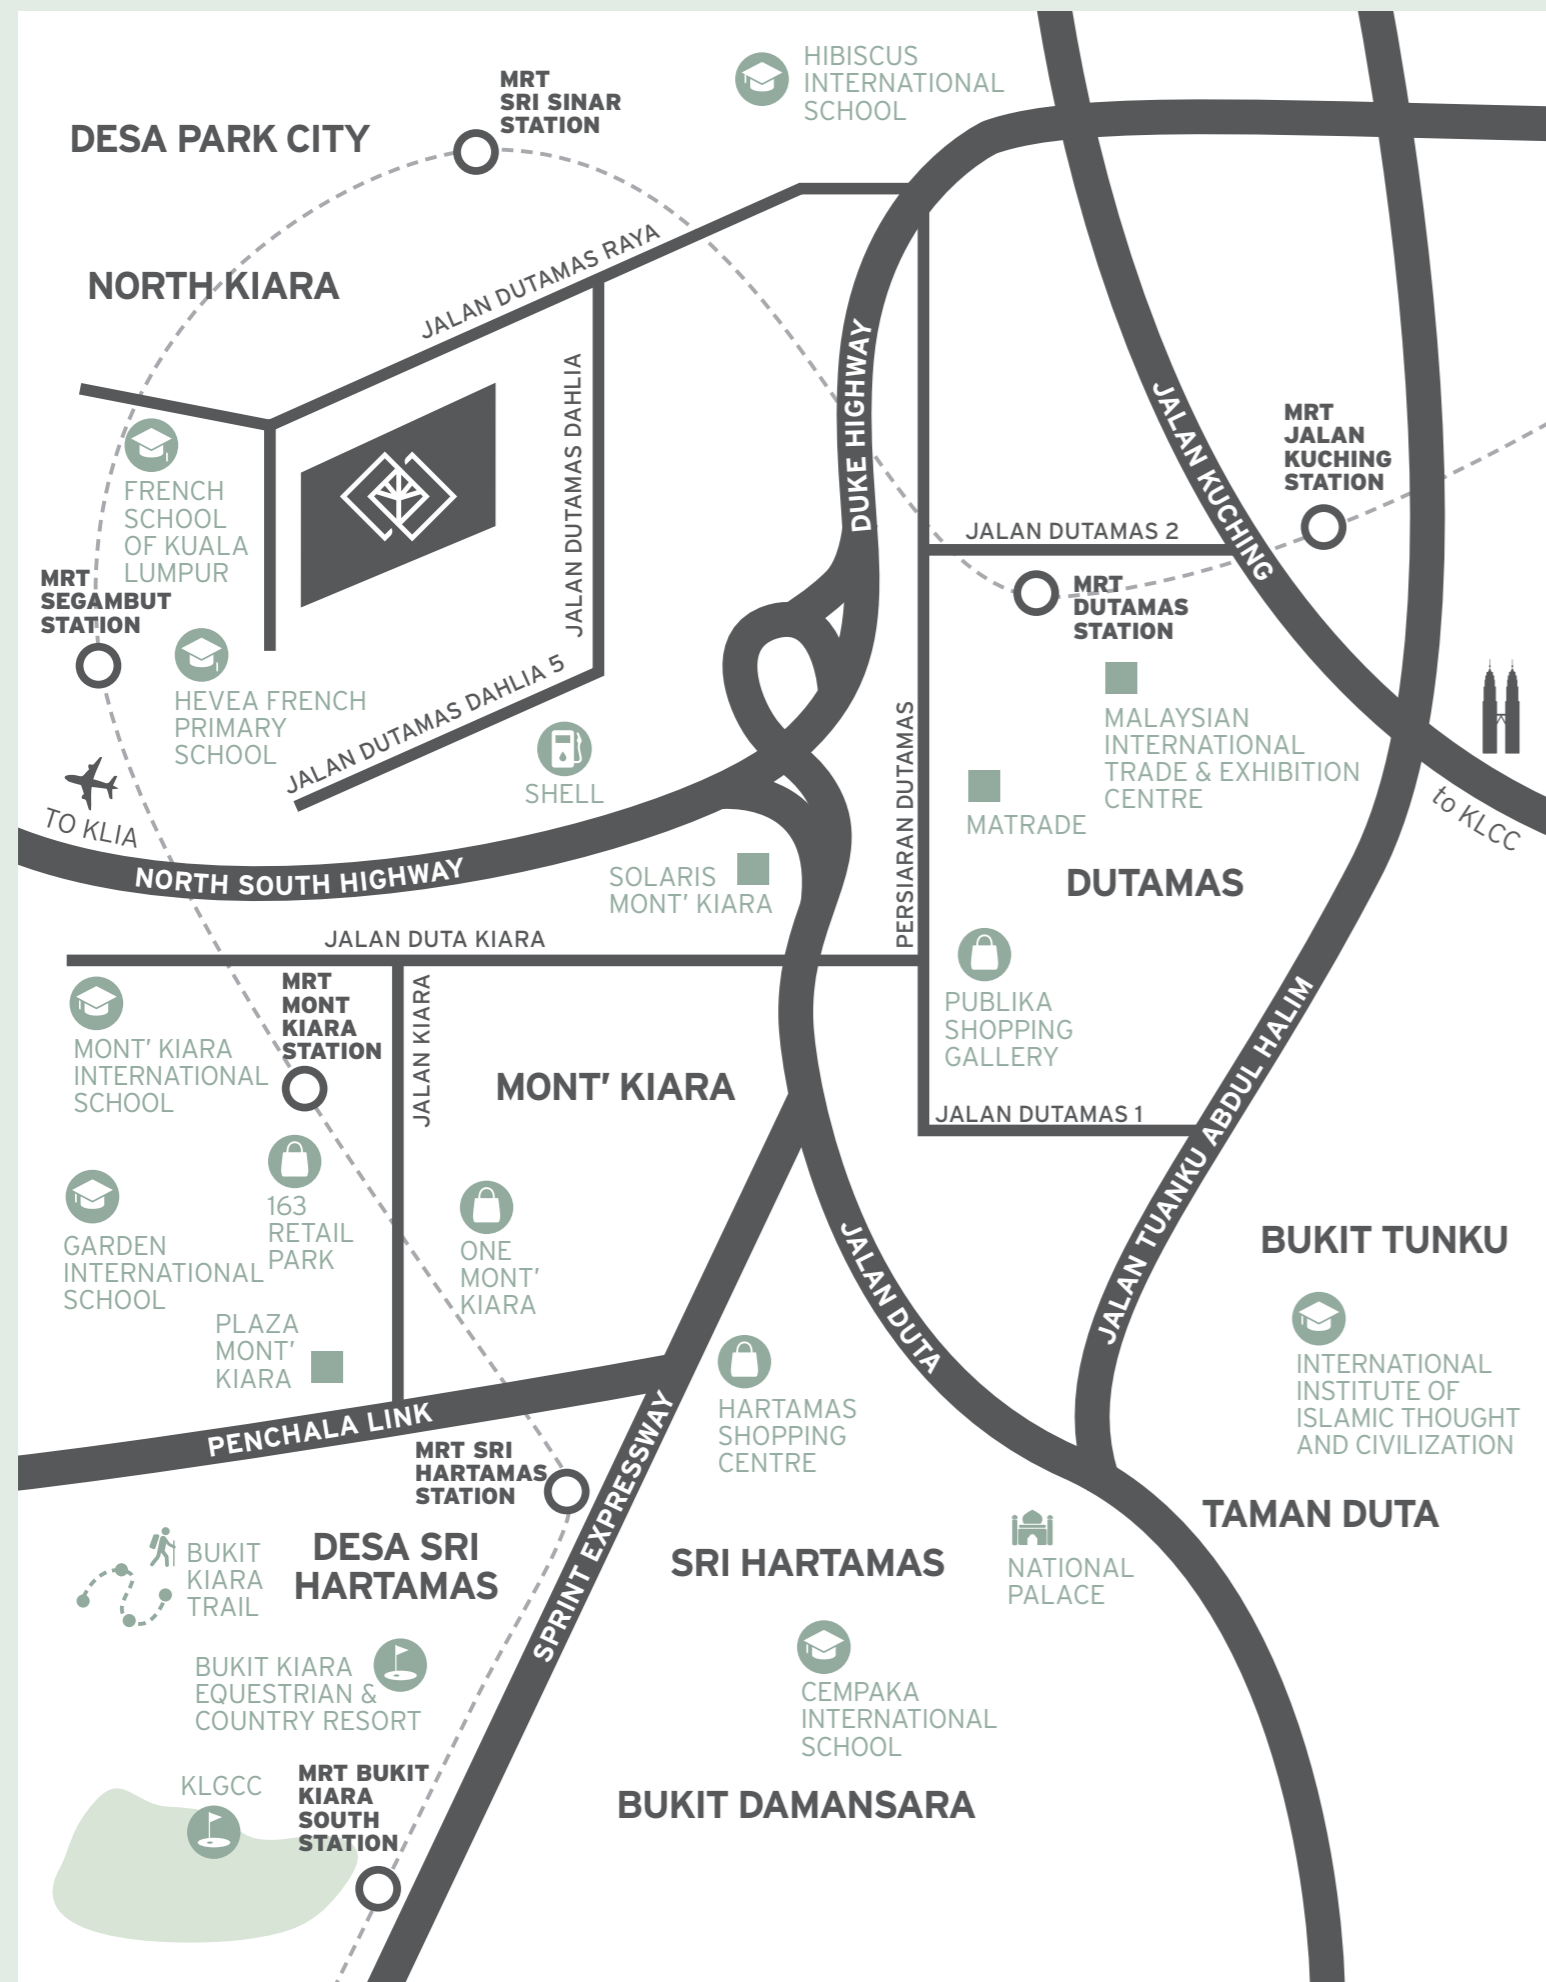 HIBISCUS
INTERNATIONAL
SCHOOL
MRT
SRI SINAR
STATION
DESA PARK CITY
JALAN DUTAMAS RAYA
NORTH KIARA
DUKE HIGHWAY
JALAN DUTAMAS DAHLIA
JALAN KUCHING
MRT
JALAN
KUCHING
STATION
FRENCH
SCHOOL
OF KUALA
LUMPUR
JALAN DUTAMAS 2
MRT
SEGAMBUT
STATION
MRT
DUTAMAS
STATION
HEVEA FRENCH
PRIMARY
SCHOOL
JALAN DUTAMAS DAHLIA 5
MALAYSIAN
INTERNATIONAL
TRADE & EXHIBITION
CENTRE
PERSIARAN DUTAMAS
SHELL
MATRADE
TO KLIA
to KLCC
NORTH SOUTH HIGHWAY
SOLARIS
MONT' KIARA
DUTAMAS
JALAN DUTA KIARA
MRT
MONT
KIARA
STATION
JALAN KIARA
PUBLIKA
SHOPPING
GALLERY
MONT' KIARA
INTERNATIONAL
SCHOOL
MONT' KIARA
JALAN DUTAMAS 1
JALAN TUANKU ABDUL HALIM
163
RETAIL
PARK
GARDEN
INTERNATIONAL
SCHOOL
ONE
MONT'
KIARA
JALAN DUTA
BUKIT TUNKU
PLAZA
MONT'
KIARA
INTERNATIONAL
INSTITUTE OF
ISLAMIC THOUGHT
AND CIVILIZATION
PENCHALA LINK
HARTAMAS
SHOPPING
CENTRE
MRT SRI
HARTAMAS
STATION
SPRINT EXPRESSWAY
TAMAN DUTA
BUKIT
KIARA
TRAIL
DESA SRI
HARTAMAS
SRI HARTAMAS
NATIONAL
PALACE
BUKIT KIARA
EQUESTRIAN &
COUNTRY RESORT
CEMPAKA
INTERNATIONAL
SCHOOL
KLGCC
MRT BUKIT
KIARA
SOUTH
STATION
BUKIT DAMANSARA